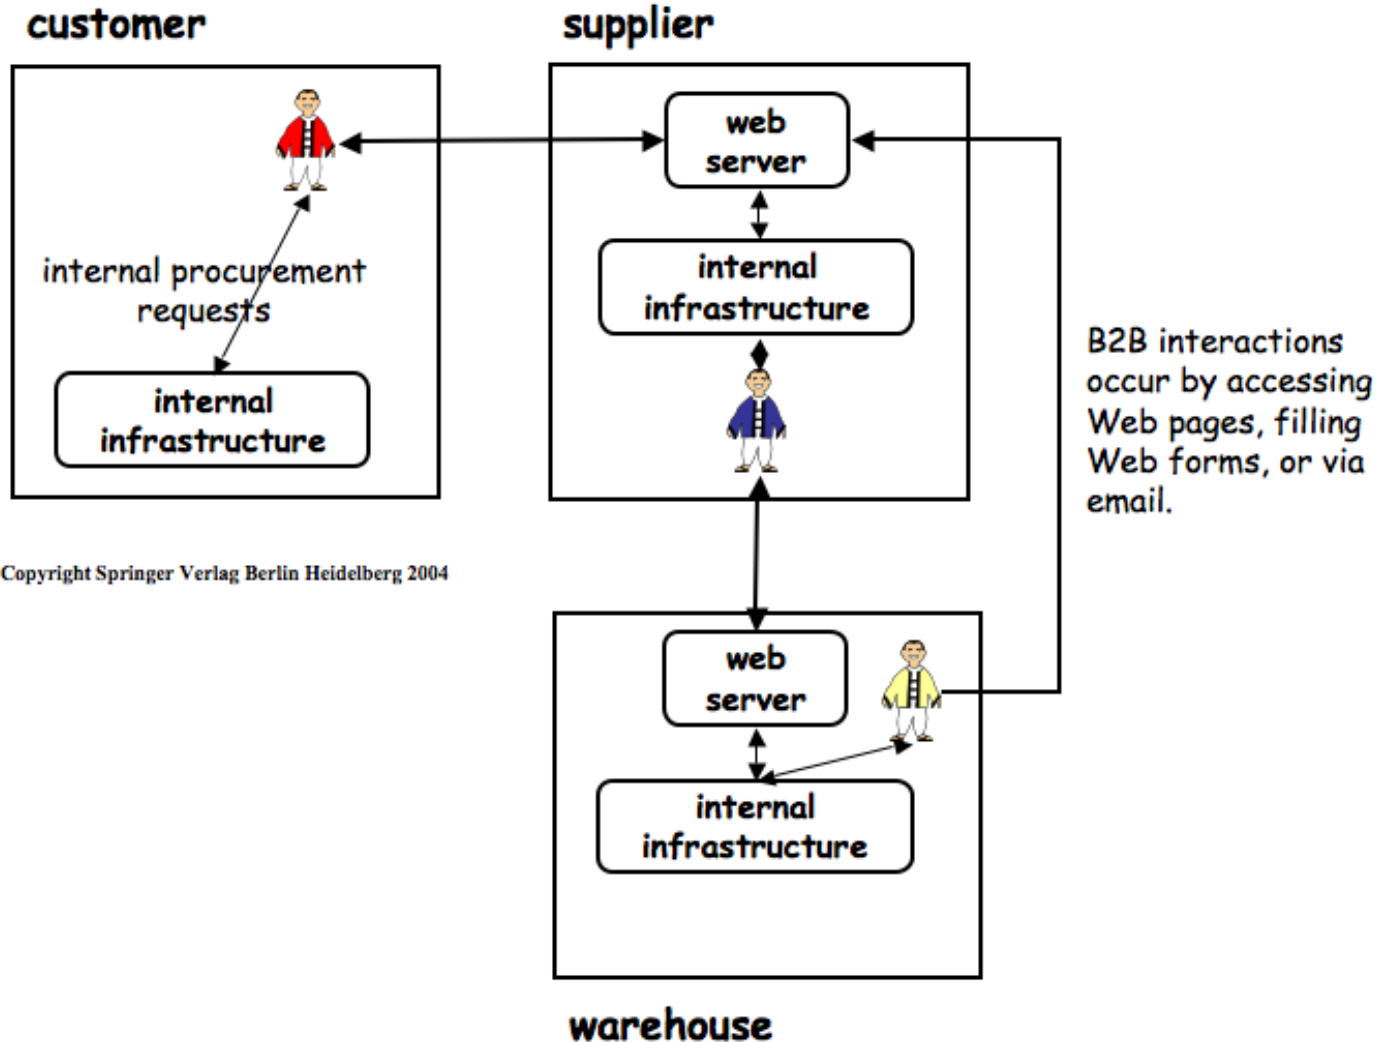 customer
supplier
web
server
internal procurement
requests
internal
infrastructure
internal
infrastructure
B2B interactions
occur by accessing
Web pages, filling
Web forms, or via
email.
Copyright Springer Verlag Berlin Heidelberg 2004
web
server
internal
infrastructure
warehouse